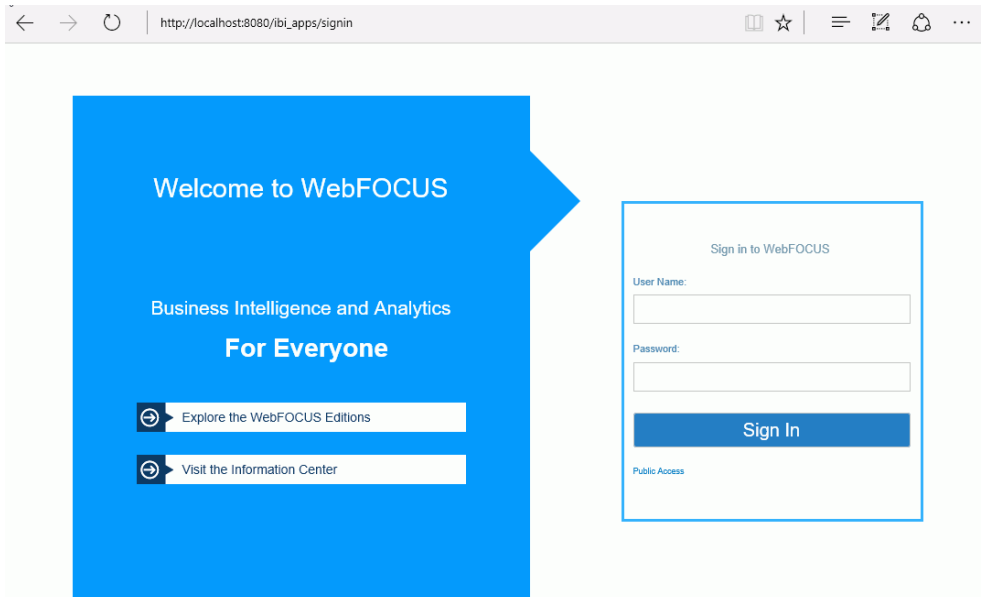 http://localhost:8080/ibi_apps/signin
Welcome to WebFOCUS
Business Intelligence and Analytics
For Everyone
Explore the WebFOCUS Editions
Visit the Information Center
Sign in to WebFOCUS
User Name:
Password:
Sign In
Public Access